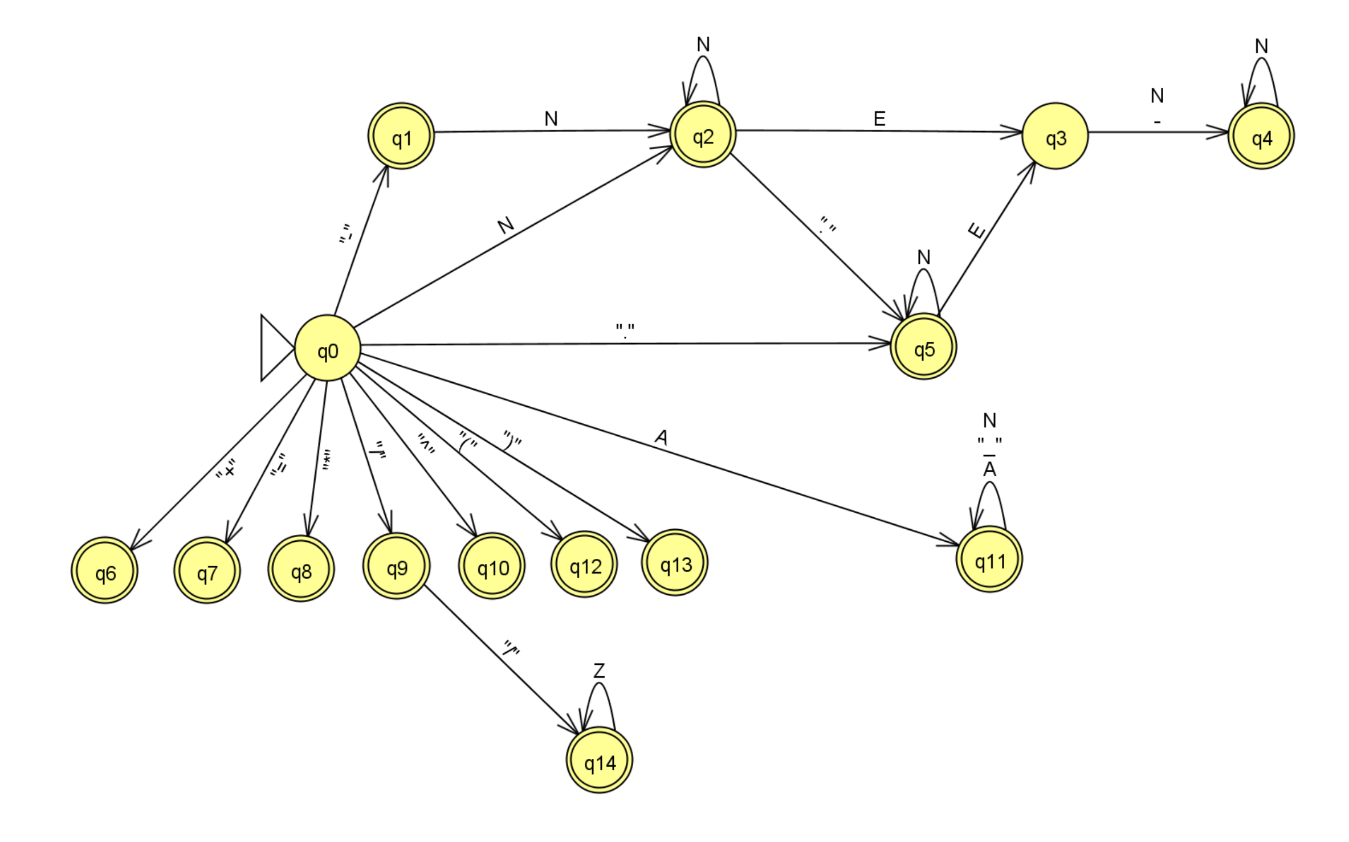 N
N
N
-
q1
N
q2
E
q3
q4
"-"
N
"."
E
N
q0
"."
q5
"+"
"="
"*"
"/"
"^"
"("
")"
A
N
"_"
A
q6
q7
q8
q9
q10
q12
q13
q11
"/"
Z
q14